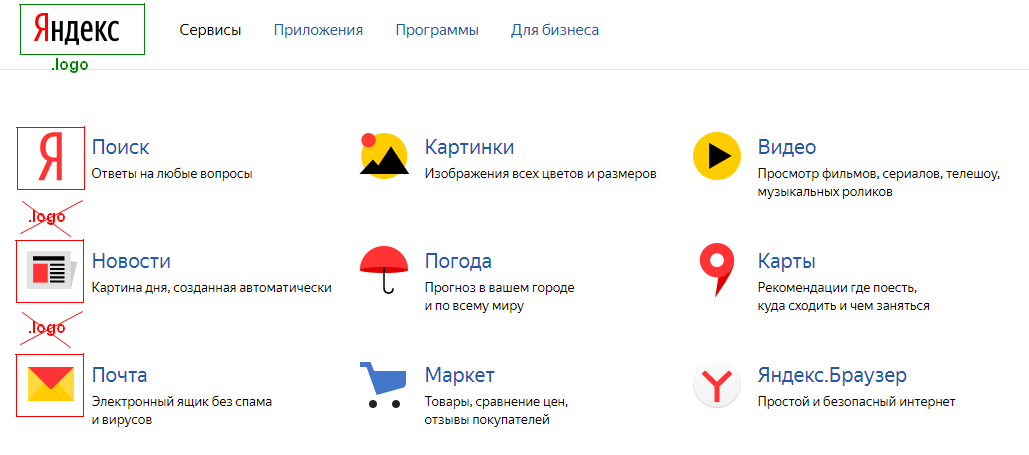 Яндекс Сервисы Приложения Программы Для бизнеса
.logo
Я Поиск Картинки Видео
Ответы на любые вопросы Изображения всех цветов и размеров Просмотр фильмов, сериалов, телешоу,
музыкальных роликов
.logo
Новости Погода Карты
Картина дня, созданная автоматически Прогноз в вашем городе Рекомендации где поесть,
и по всему миру куда сходить и чем заняться
.logo
Почта Маркет Яндекс.Браузер
Электронный ящик без спама Товары, сравнение цен, Простой и безопасный интернет
и вирусов отзывы покупателей